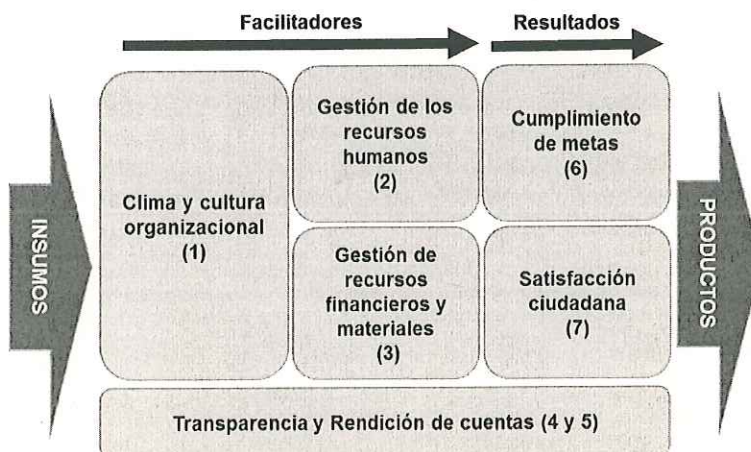 Facilitadores
Resultados
INSUMOS
Clima y cultura
organizacional
(1)
Gestión de los
recursos
humanos
(2)
Gestión de
recursos
financieros y
materiales
(3)
Cumplimiento
de metas
(6)
Satisfacción
ciudadana
(7)
PRODUCTOS
Transparencia y Rendición de cuentas (4 y 5)